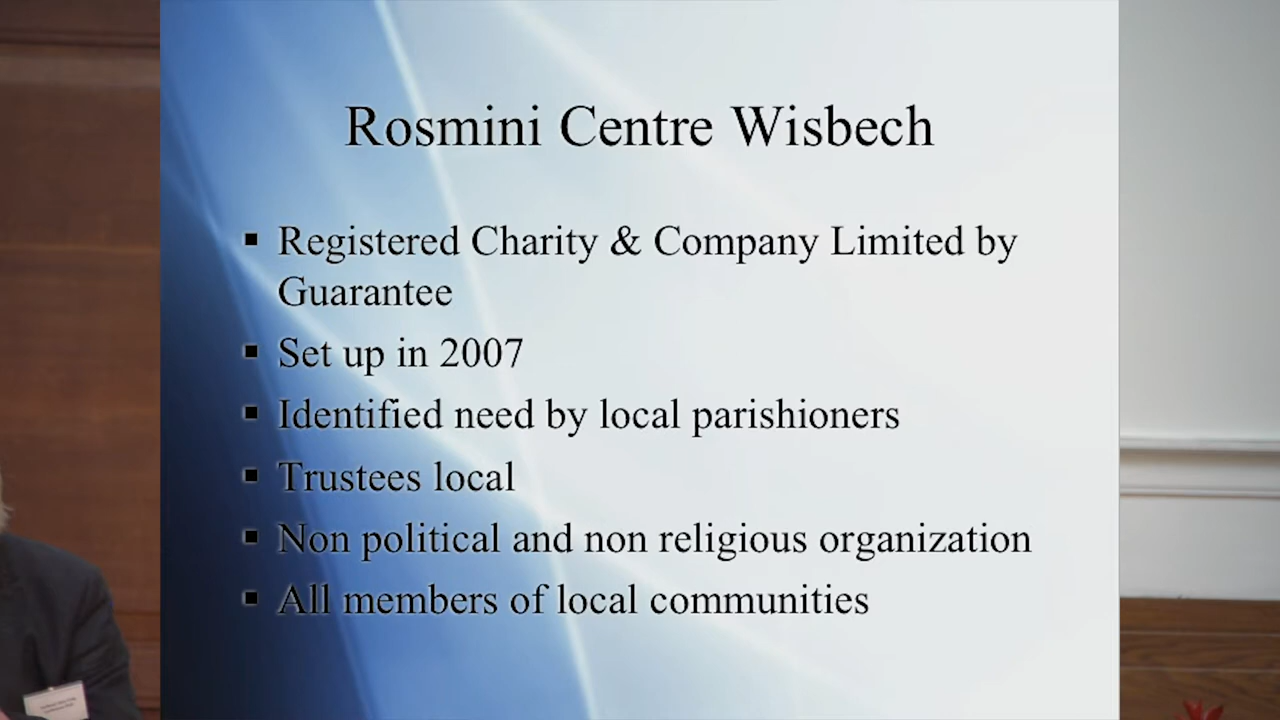 Rosmini Centre Wisbech
▪ Registered Charity & Company Limited by
Guarantee
▪ Set up in 2007
▪ Identified need by local parishioners
▪ Trustees local
▪ Non political and non religious organization
▪ All members of local communities